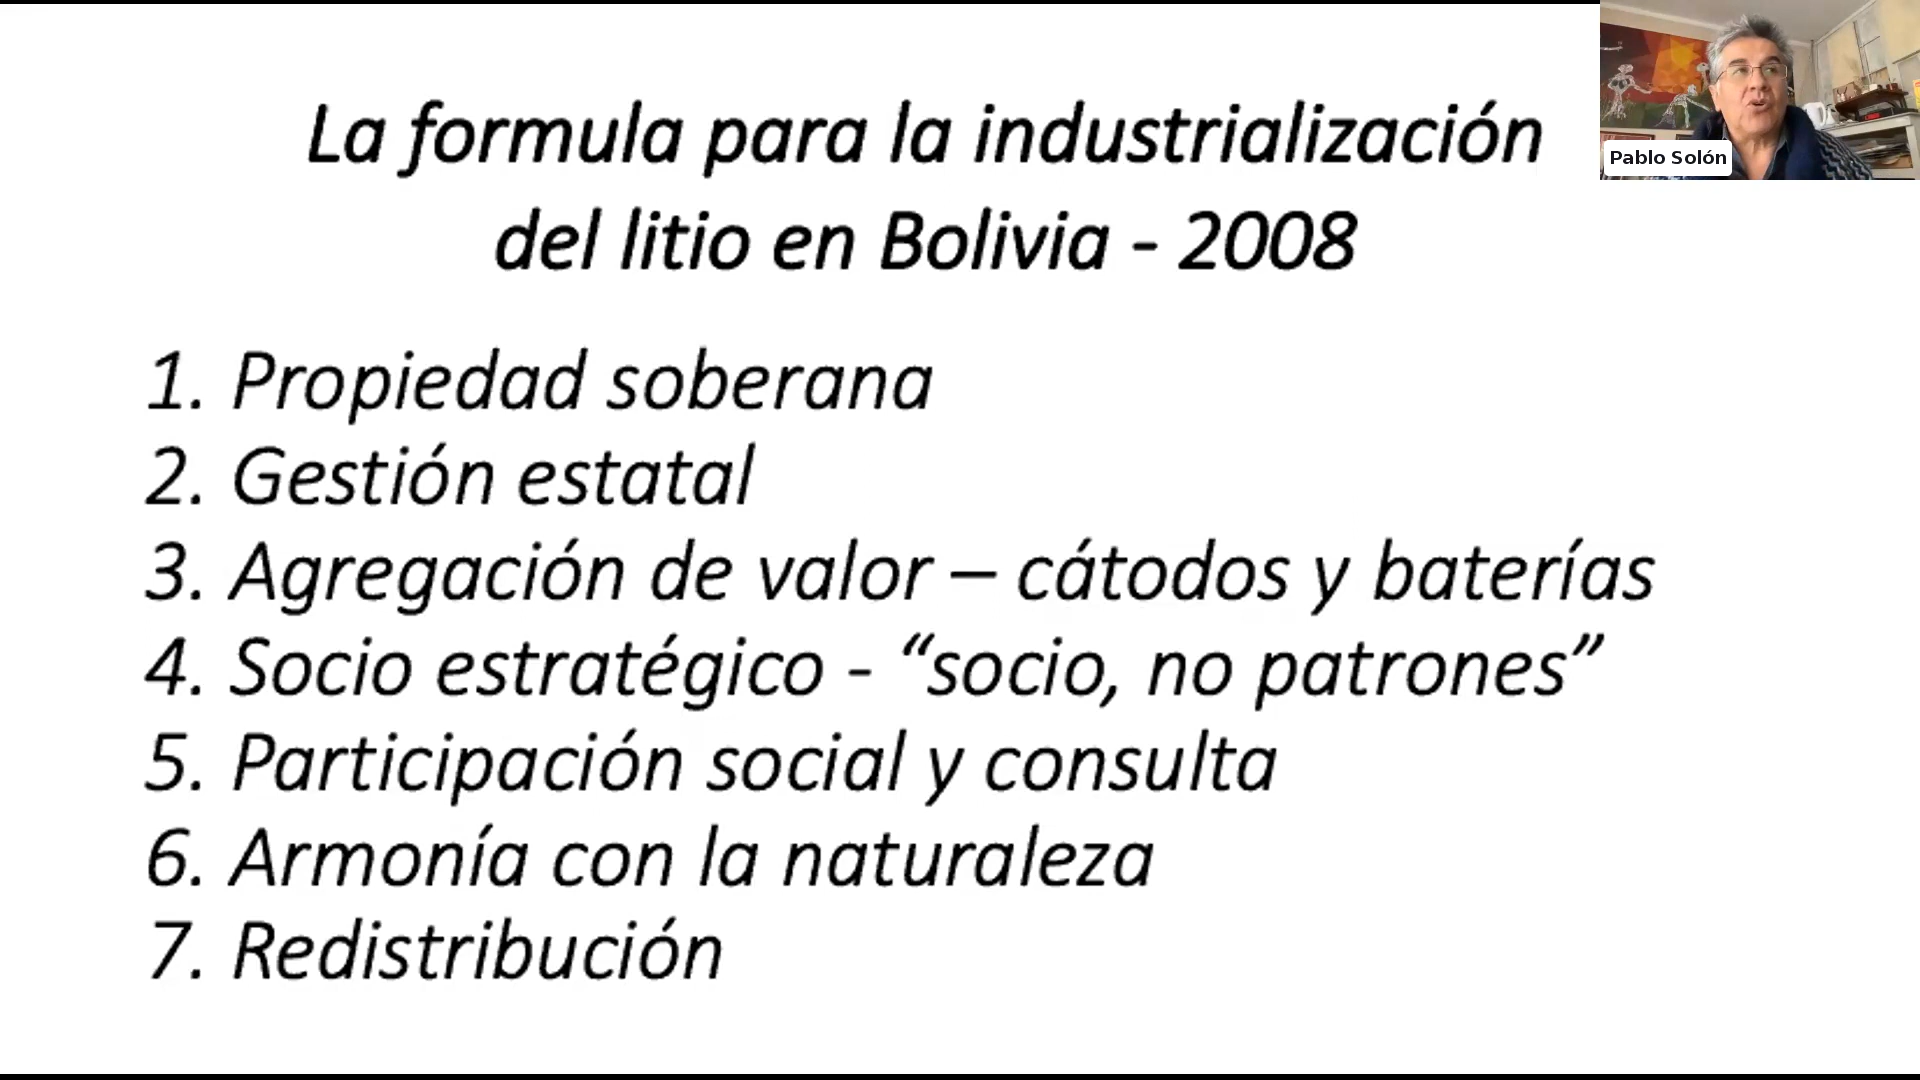 La formula para la industrialización
del litio en Bolivia - 2008
1. Propiedad soberana
2. Gestión estatal
3. Agregación de valor – cátodos y baterías
4. Socio estratégico - “socio, no patrones”
5. Participación social y consulta
6. Armonía con la naturaleza
7. Redistribución
Pablo Solón